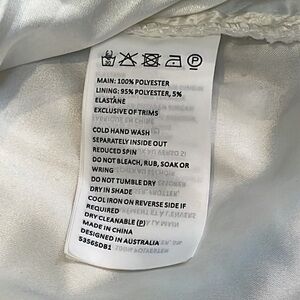 MAIN: 100% POLYESTER
LINING: 95% POLYESTER, 5%
ELASTANE
EXCLUSIVE OF TRIMS
COLD HAND WASH
SEPARATELY INSIDE OUT
REDUCED SPIN
DO NOT BLEACH, RUB, SOAK OR
WRING
DO NOT TUMBLE DRY
DRY IN SHADE
COOL IRON ON REVERSE SIDE IF
REQUIRED
DRY CLEANABLE (P)
MADE IN CHINA
DESIGNED IN AUSTRALIA